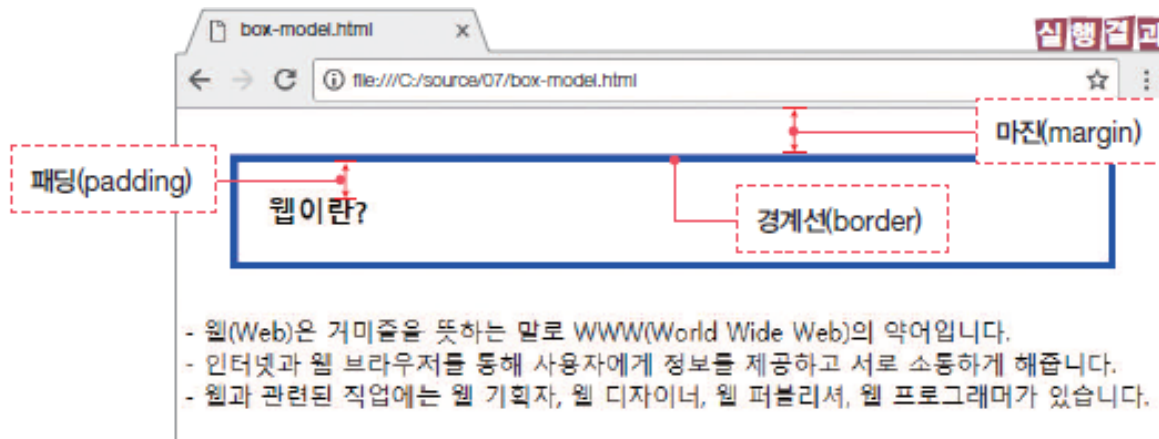 box-model.html
실행결과
file:///C:/source/07/box-model.html
마진(margin)
패딩(padding)
웹이란?
경계선(border)
- 웹(Web)은 거미줄을 뜻하는 말로 WWW(World Wide Web)의 약어입니다.
- 인터넷과 웹 브라우저를 통해 사용자에게 정보를 제공하고 서로 소통하게 해줍니다.
- 웹과 관련된 직업에는 웹 기획자, 웹 디자이너, 웹 퍼블리셔, 웹 프로그래머가 있습니다.